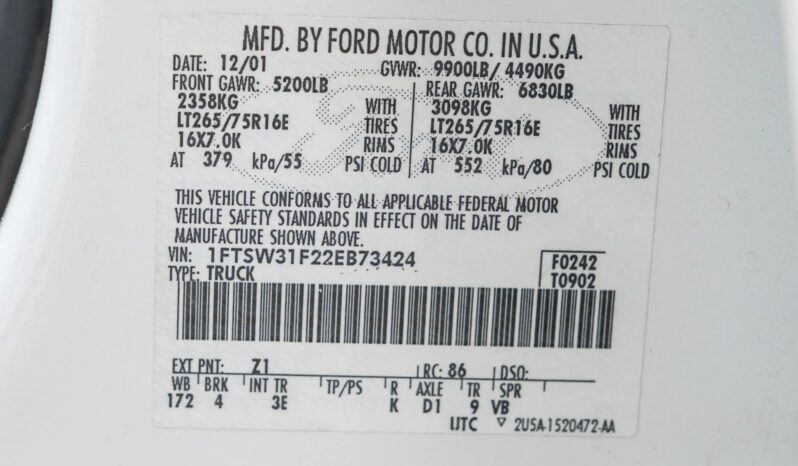 MFD. BY FORD MOTOR CO. IN U.S.A.
DATE: 12/01 GVWR: 9900LB/ 4490KG
FRONT GAWR: 5200LB REAR GAWR: 6830LB
2358KG WITH 3098KG WITH
LT265/75R16E TIRES LT265/75R16E TIRES
16X7.0K RIMS 16X7.0K RIMS
AT 379 kPa/55 PSI COLD AT 552 kPa/80 PSI COLD
THIS VEHICLE CONFORMS TO ALL APPLICABLE FEDERAL MOTOR
VEHICLE SAFETY STANDARDS IN EFFECT ON THE DATE OF
MANUFACTURE SHOWN ABOVE.
VIN: 1FTSW31F22EB73424 F0242
TYPE: TRUCK T0902
EXT PNT: Z1 RC: 86 DSO:
WB BRK INT TR TP/PS R AXLE TR SPR
172 4 3E K D1 9 VB
UTC ▽ 2U5A-1520472-AA